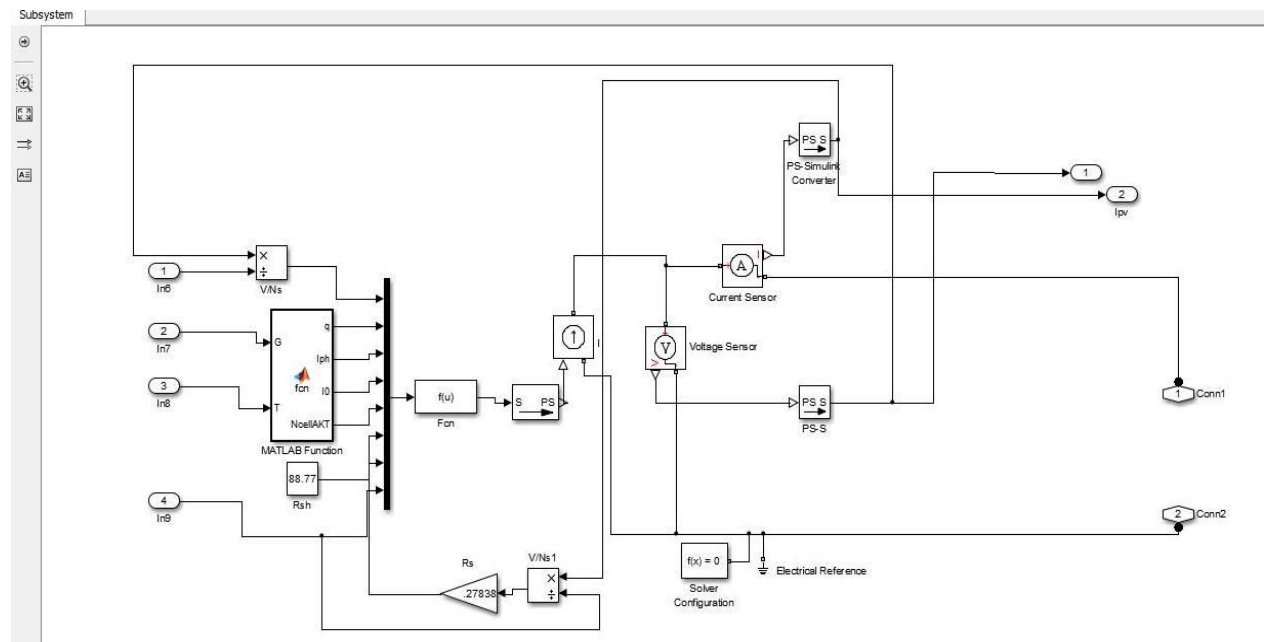 Subsystem
PS S
PS-Simulink
Converter
1
2
Ipv
×
÷
1
In6
V/Ns
A
I
Current Sensor
2
In7
G
q
Iph
fcn
I0
T
NcellAKT
MATLAB Function
3
In8
f(u)
Fcn
S PS
I
V
Voltage Sensor
PS S
PS-S
1
Conn1
88.77
Rsh
4
In9
2
Conn2
Rs
.27838
V/Ns1
×
÷
f(x) = 0
Solver
Configuration
Electrical Reference